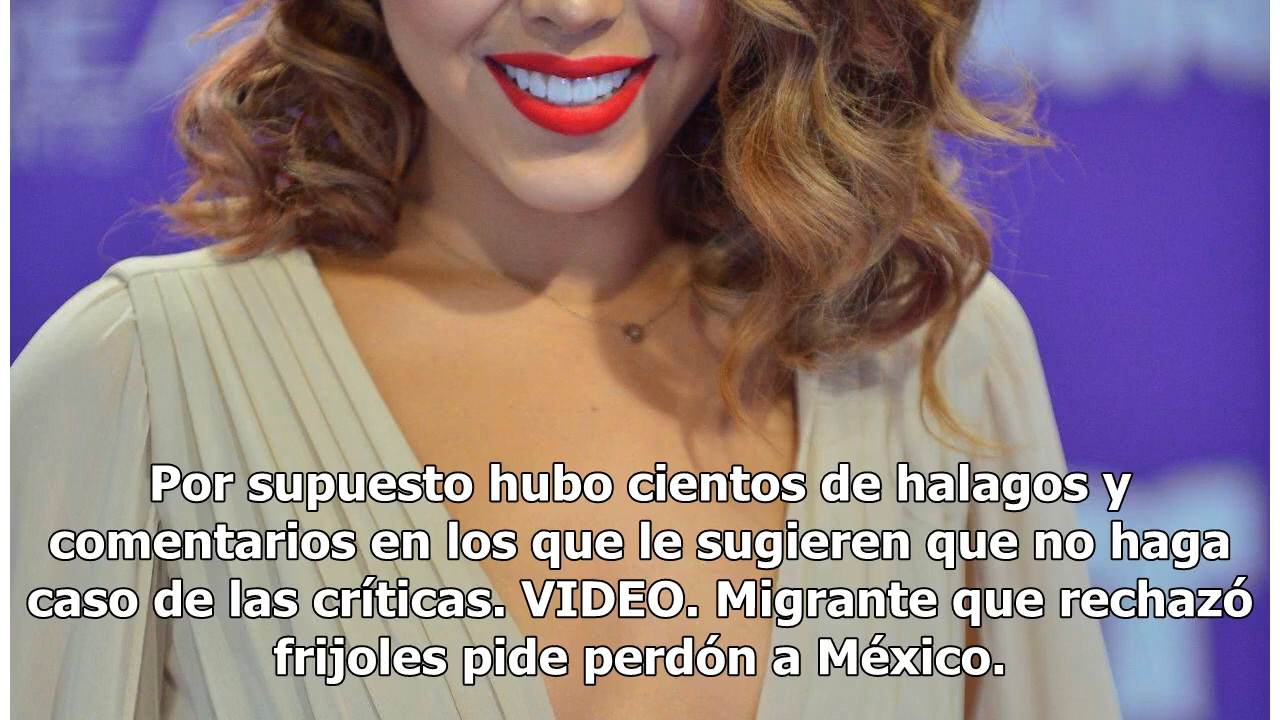 Por supuesto hubo cientos de halagos y
comentarios en los que le sugieren que no haga
caso de las críticas. VIDEO. Migrante que rechazó
frijoles pide perdón a México.